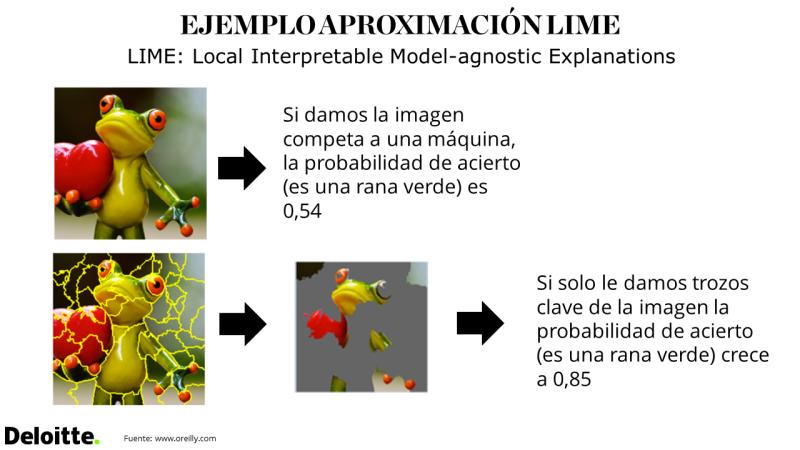 EJEMPLO APROXIMACIÓN LIME
LIME: Local Interpretable Model-agnostic Explanations
Si damos la imagen
competa a una máquina,
la probabilidad de acierto
(es una rana verde) es
0,54
Si solo le damos trozos
clave de la imagen la
probabilidad de acierto
(es una rana verde) crece
a 0,85
Deloitte.
Fuente: www.oreilly.com